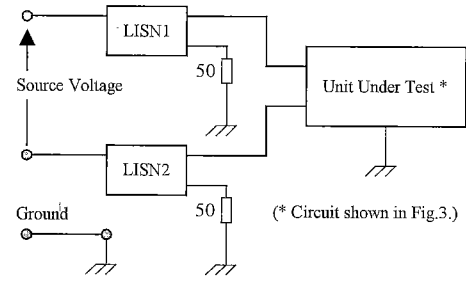 LISN1
50
Source Voltage
Unit Under Test *
LISN2
50
Ground
(* Circuit shown in Fig.3.)